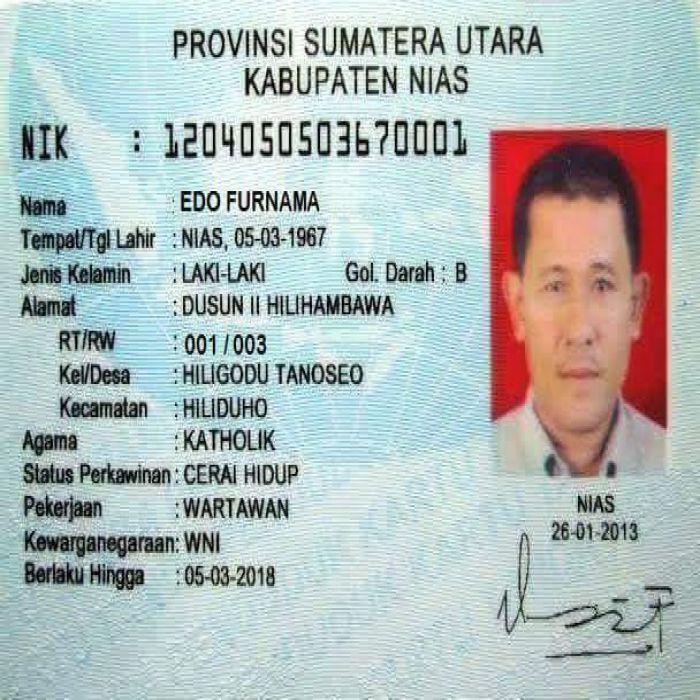 PROVINSI SUMATERA UTARA
KABUPATEN NIAS
NIK : 1204050503670001
Nama : EDO FURNAMA
Tempat/Tgl Lahir : NIAS, 05-03-1967
Jenis Kelamin : LAKI-LAKI Gol. Darah : B
Alamat : DUSUN II HILIHAMBAWA
RT/RW : 001 / 003
Kel/Desa : HILIGODU TANOSEO
Kecamatan : HILIDUHO
Agama : KATHOLIK
Status Perkawinan : CERAI HIDUP
Pekerjaan : WARTAWAN
Kewarganegaraan: WNI
Berlaku Hingga : 05-03-2018
NIAS
26-01-2013